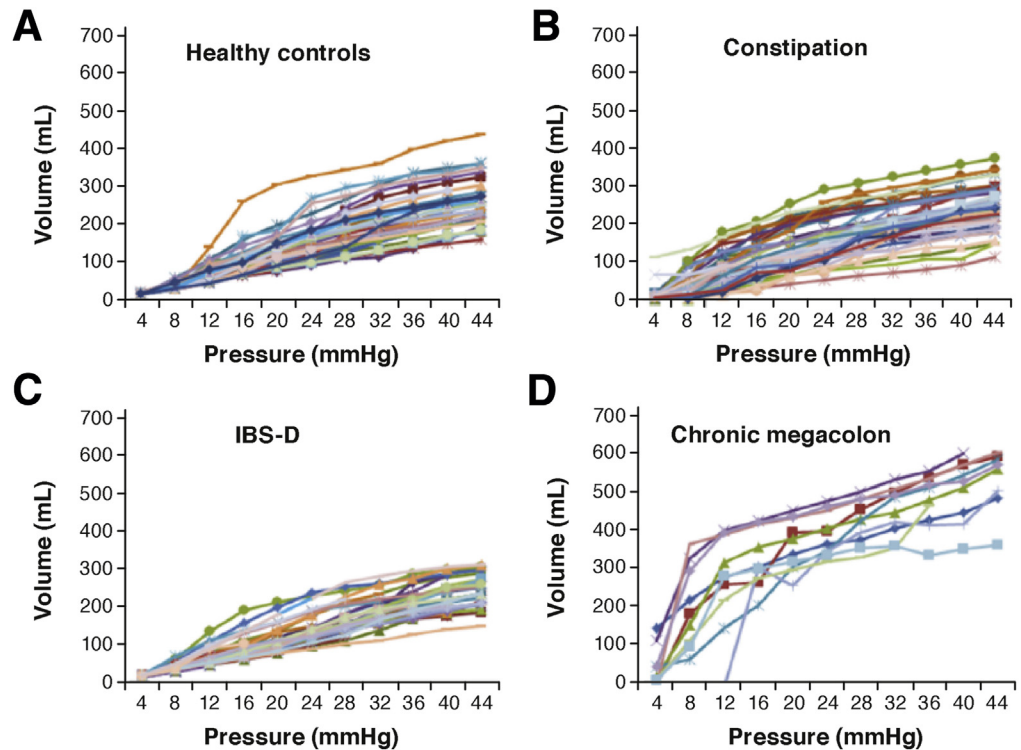 A
Healthy controls
Volume (mL)
700
600
500
400
300
200
100
0
4 8 12 16 20 24 28 32 36 40 44
Pressure (mmHg)
B
Constipation
Volume (mL)
700
600
500
400
300
200
100
0
4 8 12 16 20 24 28 32 36 40 44
Pressure (mmHg)
C
IBS-D
Volume (mL)
700
600
500
400
300
200
100
0
4 8 12 16 20 24 28 32 36 40 44
Pressure (mmHg)
D
Chronic megacolon
Volume (mL)
700
600
500
400
300
200
100
0
4 8 12 16 20 24 28 32 36 40 44
Pressure (mmHg)